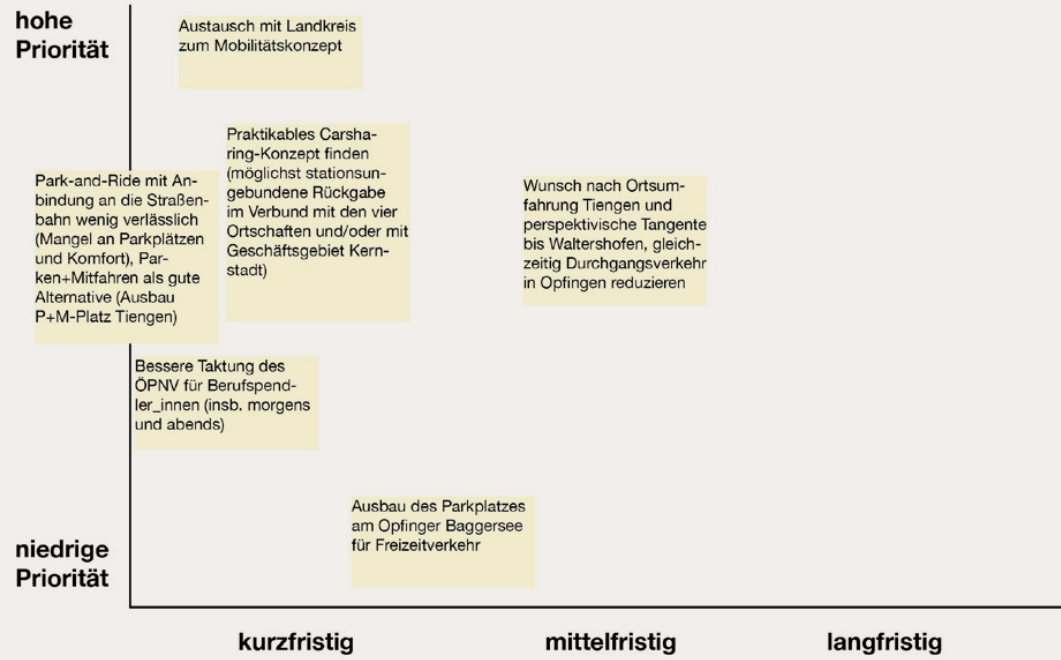 hohe
Priorität
Austausch mit Landkreis
zum Mobilitätskonzept
Praktikables Carsha-
ring-Konzept finden
(möglichst stationsun-
gebundene Rückgabe
im Verbund mit den vier
Ortschaften und/oder mit
Geschäftsgebiet Kern-
stadt)
Park-and-Ride mit An-
bindung an die Straßen-
bahn wenig verlässlich
(Mangel an Parkplätzen
und Komfort), Par-
ken+Mitfahren als gute
Alternative (Ausbau
P+M-Platz Tiengen)
Wunsch nach Ortsum-
fahrung Tiengen und
perspektivische Tangente
bis Waltershofen, gleich-
zeitig Durchgangsverkehr
in Opfingen reduzieren
Bessere Taktung des
ÖPNV für Berufspend-
ler_innen (insb. morgens
und abends)
Ausbau des Parkplatzes
am Opfinger Baggersee
für Freizeitverkehr
niedrige
Priorität
kurzfristig
mittelfristig
langfristig